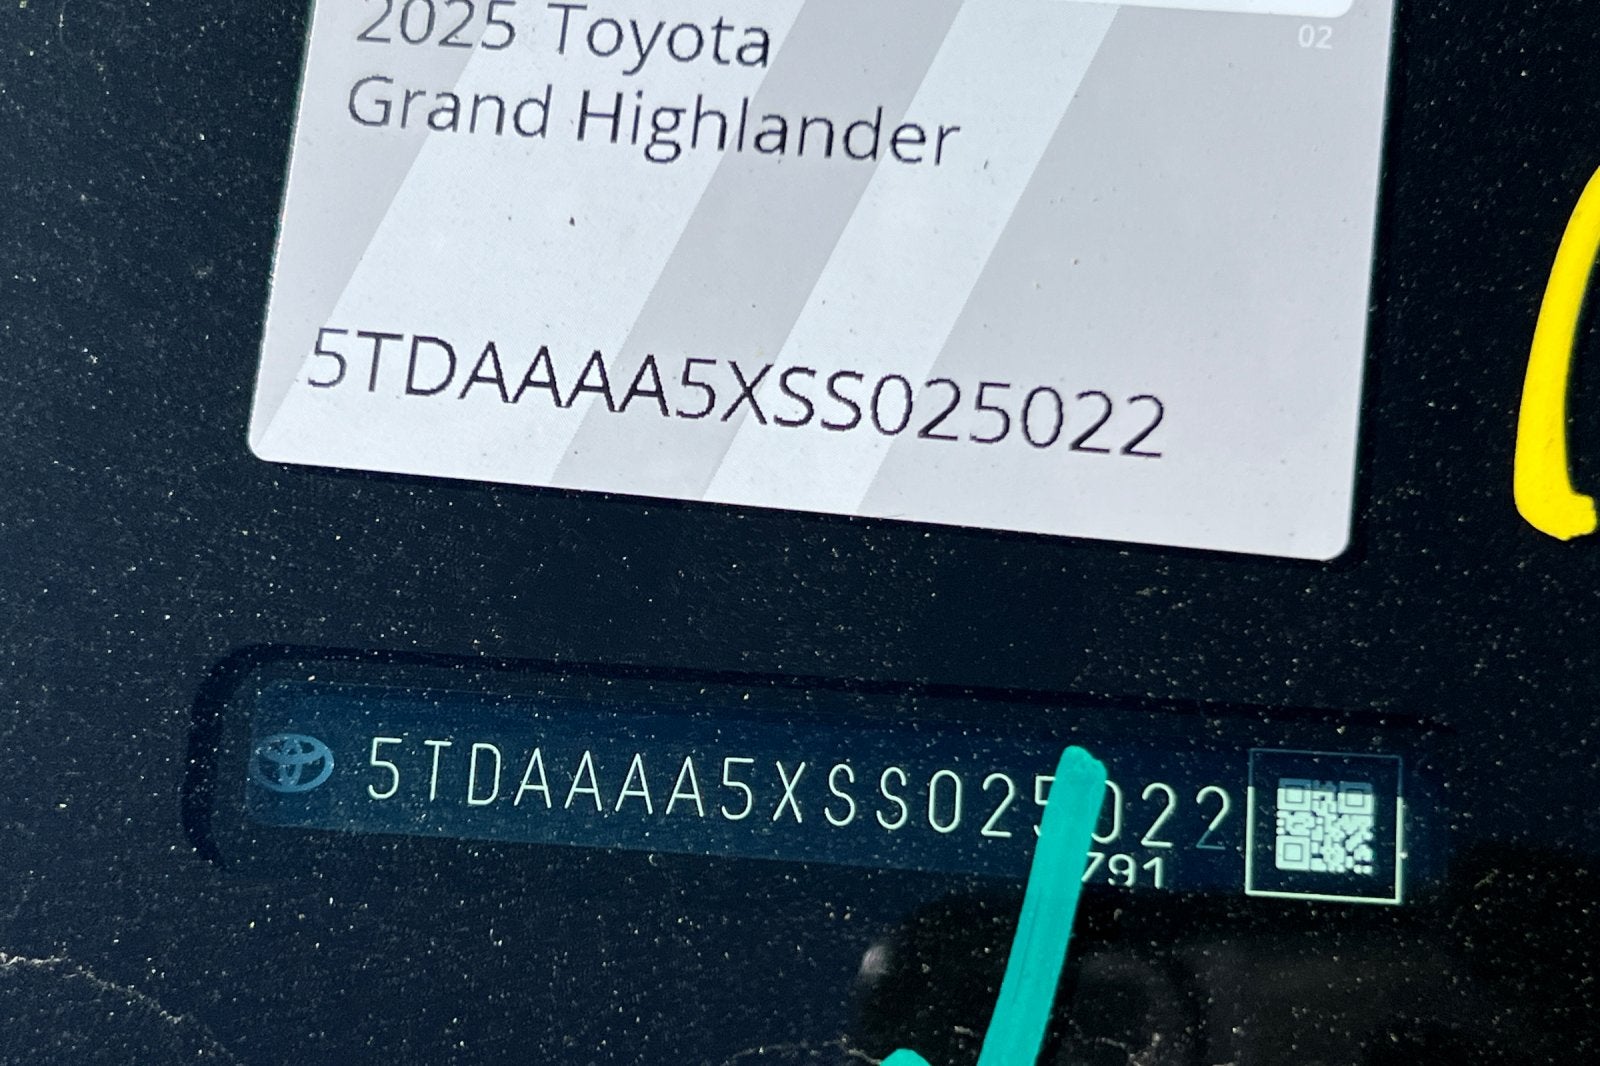 2025 Toyota
02
Grand Highlander
5TDAAAA5XSS025022
5TDAAAA5XSS025022
791